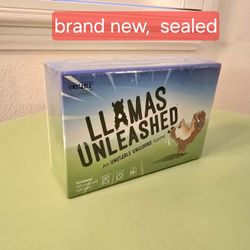 brand new, sealed
UNSTABLE
LLAMAS
UNLEASHED
An UNSTABLE UNICORNS Game